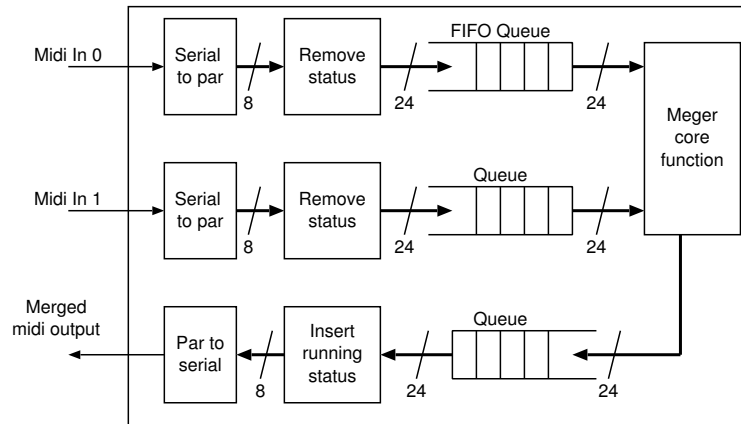 FIFO Queue
Midi In 0
Serial
to par
8
Remove
status
24
24
Meger
core
function
Midi In 1
Serial
to par
8
Remove
status
24
Queue
24
Merged
midi output
Par to
serial
8
Insert
running
status
24
Queue
24